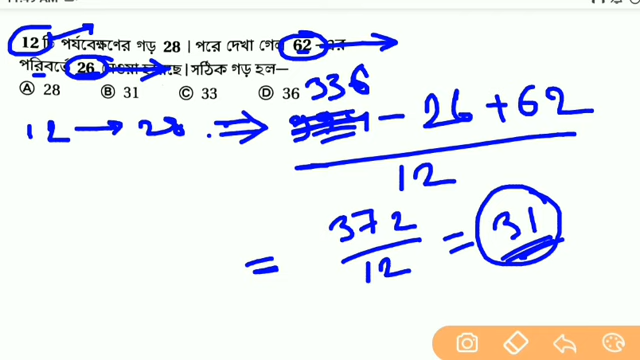 12 টি পর্যবেক্ষণের গড় 28 | পরে দেখা গেল 62 এর
পরিবর্তে 26 নেওয়া হয়েছে | সঠিক গড় হল—
Ⓐ 28 Ⓑ 31 Ⓒ 33 Ⓓ 36
336
12 → 28 . ⇒ - 26 + 62
12
= 372 = 31
12